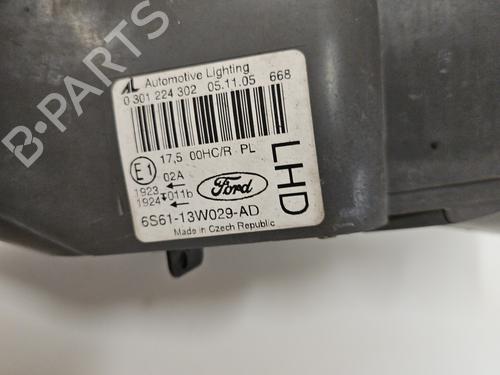 AL Automotive Lighting
0 301 224 302 05.11.05 668
E1 17,5 00HC/R PL
02A
1923
1924 011b
Ford
LHD
6S61-13W029-AD
Made in Czech Republic
B-PARTS